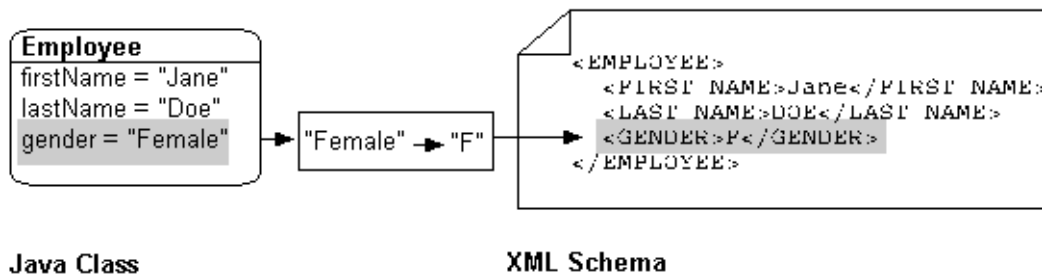 Employee
firstName = "Jane"
lastName = "Doe"
gender = "Female"
"Female" → "F"
<EMPLOYEE>
<FIRST NAME>Jane</FIRST NAME>
<LAST NAME>DOE</LAST NAME>
<GENDER>F</GENDER>
</EMPLOYEE>
Java Class
XML Schema